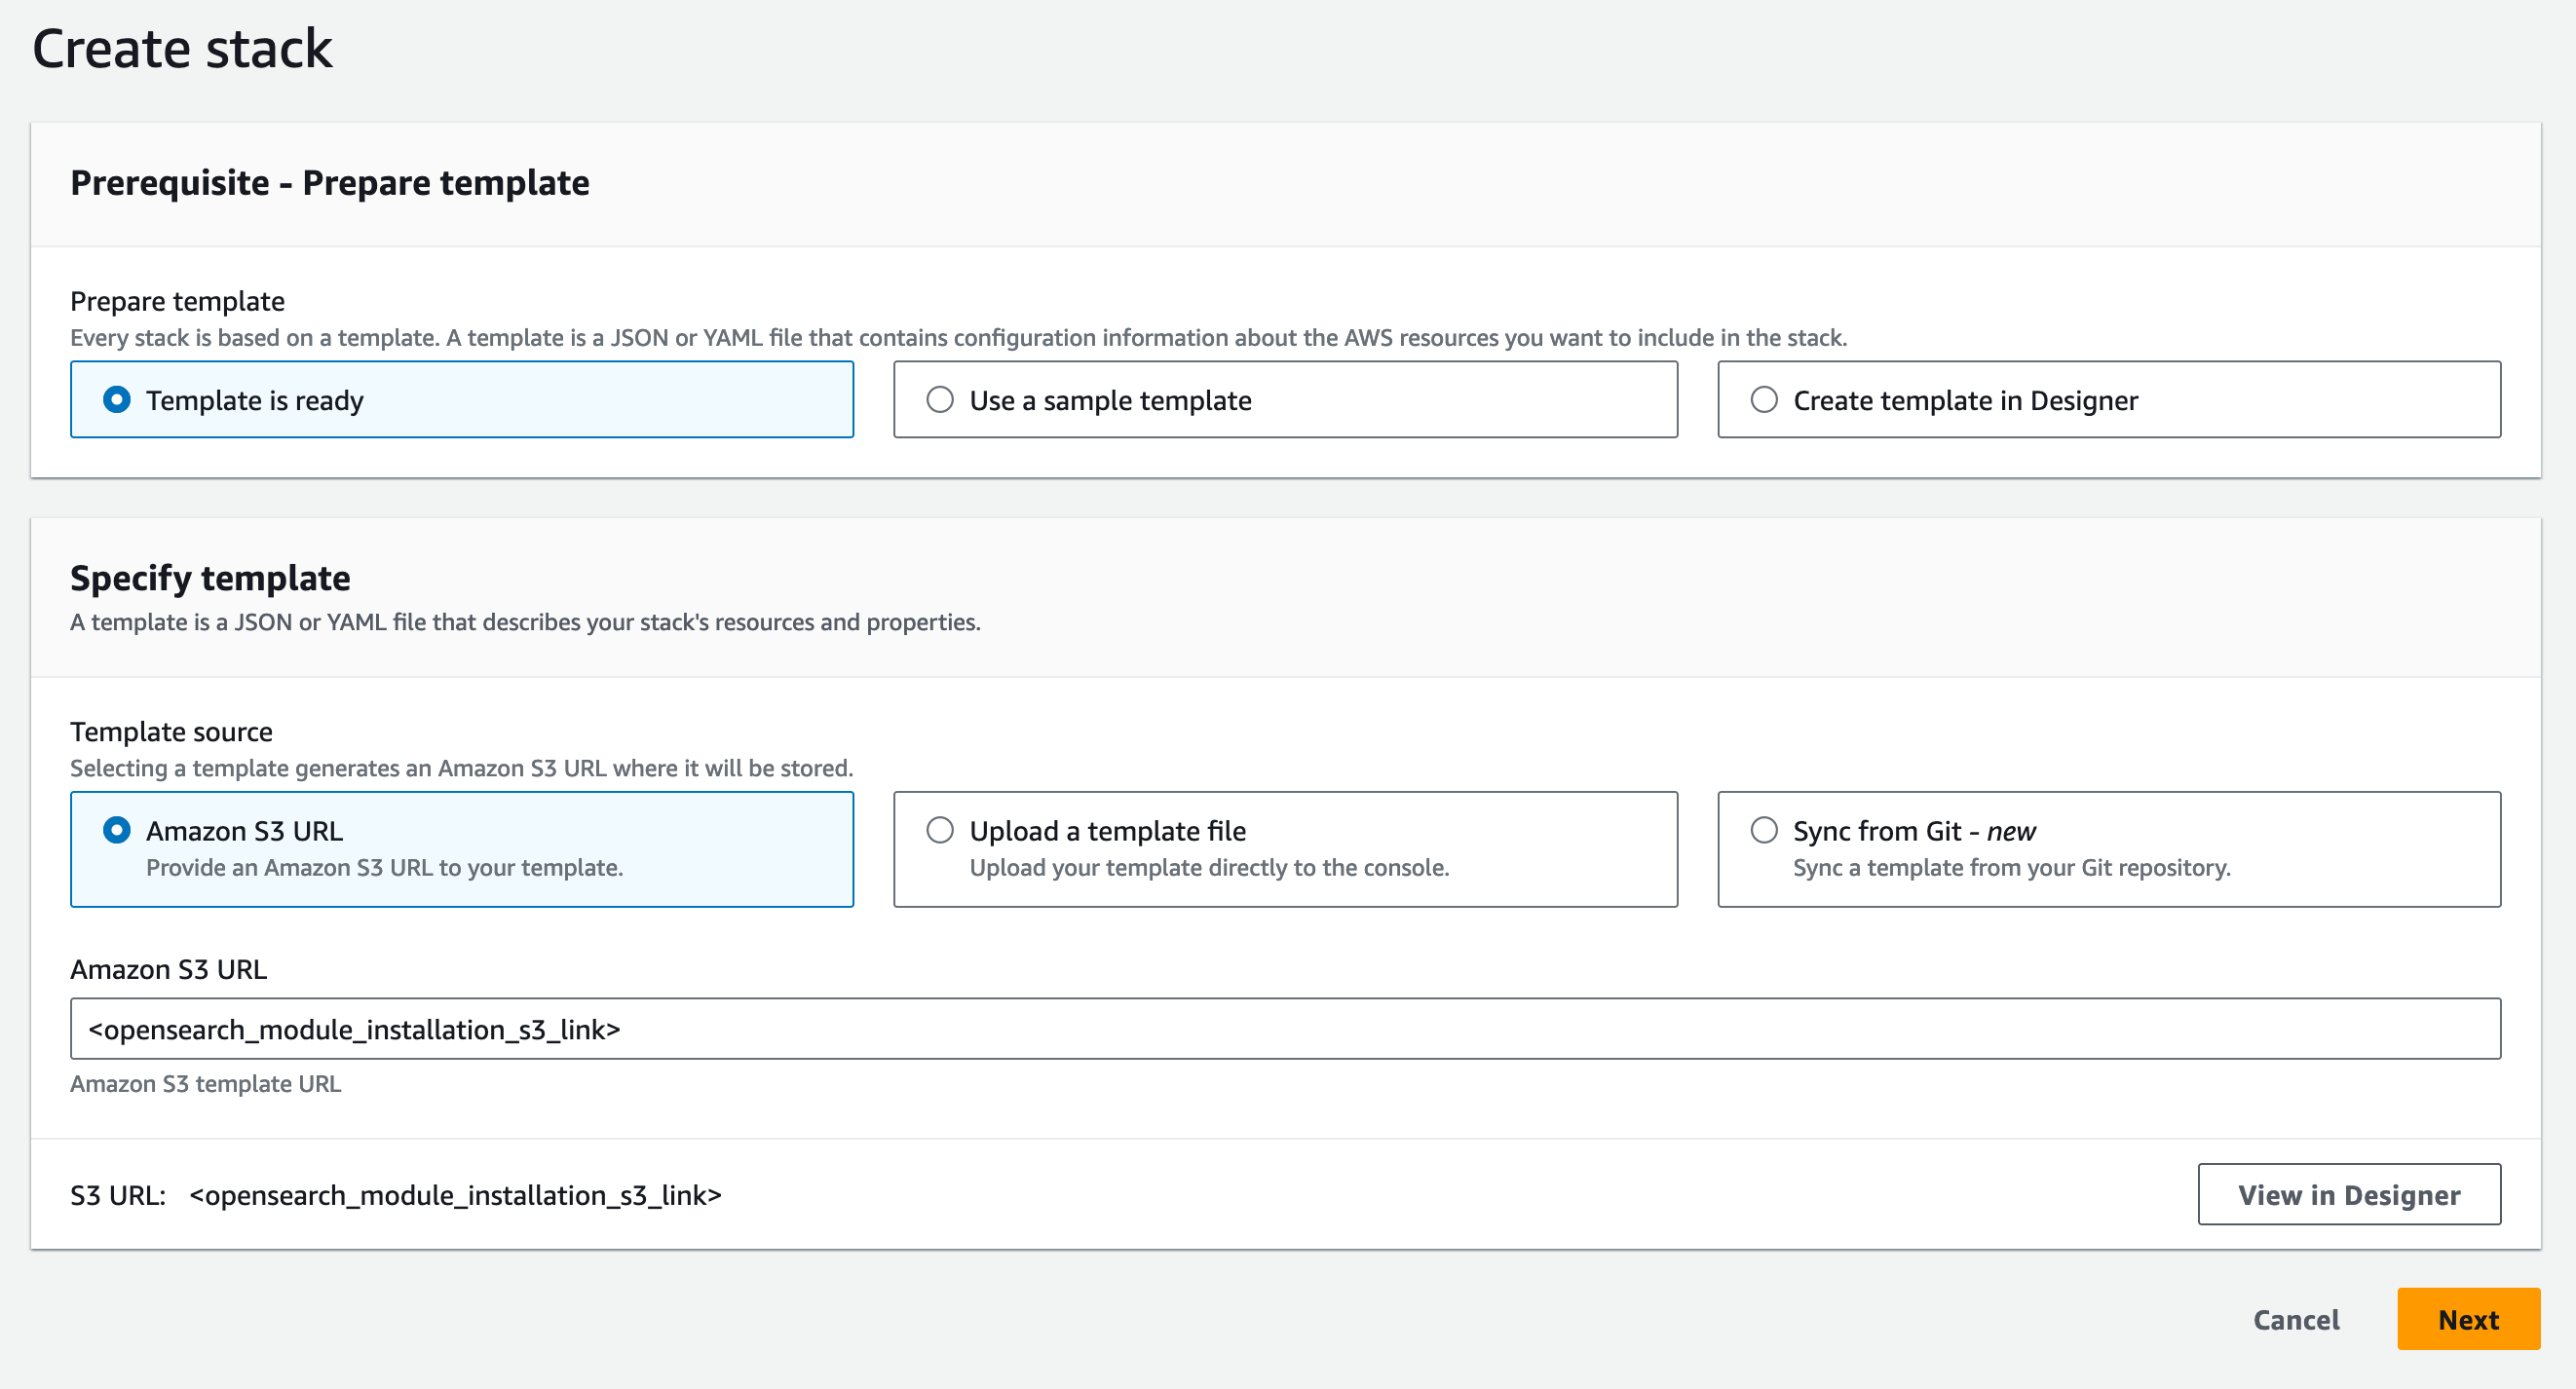 Create stack
Prerequisite - Prepare template
Prepare template
Every stack is based on a template. A template is a JSON or YAML file that contains configuration information about the AWS resources you want to include in the stack.
Template is ready
Use a sample template
Create template in Designer
Specify template
A template is a JSON or YAML file that describes your stack's resources and properties.
Template source
Selecting a template generates an Amazon S3 URL where it will be stored.
Amazon S3 URL
Provide an Amazon S3 URL to your template.
Upload a template file
Upload your template directly to the console.
Sync from Git - new
Sync a template from your Git repository.
Amazon S3 URL
<opensearch_module_installation_s3_link>
Amazon S3 template URL
S3 URL: <opensearch_module_installation_s3_link>
View in Designer
Cancel
Next